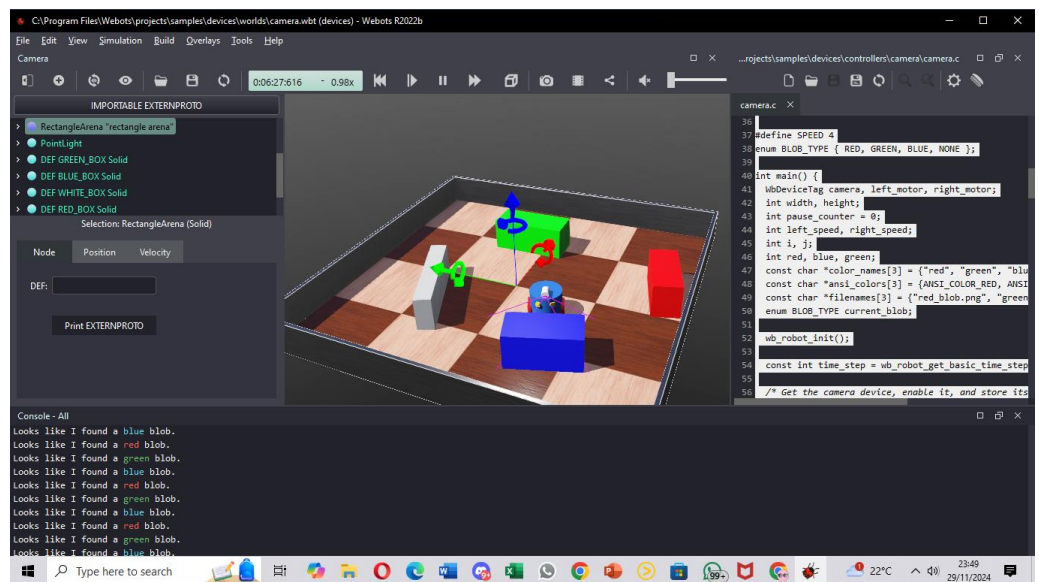 C:\Program Files\Webots\projects\samples\devices\worlds\camera.wbt (devices) - Webots R2022b
File Edit View Simulation Build Overlays Tools Help
Camera
...rojects\samples\devices\controllers\camera\camera.c
0:06:27:616 - 0.98x
IMPORTABLE EXTERNPROTO
RectangleArena "rectangle arena"
PointLight
DEF GREEN_BOX Solid
DEF BLUE_BOX Solid
DEF WHITE_BOX Solid
DEF RED_BOX Solid
Selection: RectangleArena (Solid)
Node Position Velocity
DEF:
Print EXTERNPROTO
camera.c
36
37 #define SPEED 4
38 enum BLOB_TYPE { RED, GREEN, BLUE, NONE };
39
40 int main() {
41 WbDeviceTag camera, left_motor, right_motor;
42 int width, height;
43 int pause_counter = 0;
44 int left_speed, right_speed;
45 int i, j;
46 int red, blue, green;
47 const char *color_names[3] = {"red", "green", "blu
48 const char *ansi_colors[3] = {ANSI_COLOR_RED, ANSI
49 const char *filenames[3] = {"red_blob.png", "green
50 enum BLOB_TYPE current_blob;
51
52 wb_robot_init();
53
54 const int time_step = wb_robot_get_basic_time_step
55
56 /* Get the camera device, enable it, and store its
Console - All
Looks like I found a blue blob.
Looks like I found a red blob.
Looks like I found a green blob.
Looks like I found a blue blob.
Looks like I found a red blob.
Looks like I found a green blob.
Looks like I found a blue blob.
Looks like I found a red blob.
Looks like I found a green blob.
Looks like I found a blue blob.
Type here to search
99+
22°C
23:49
29/11/2024